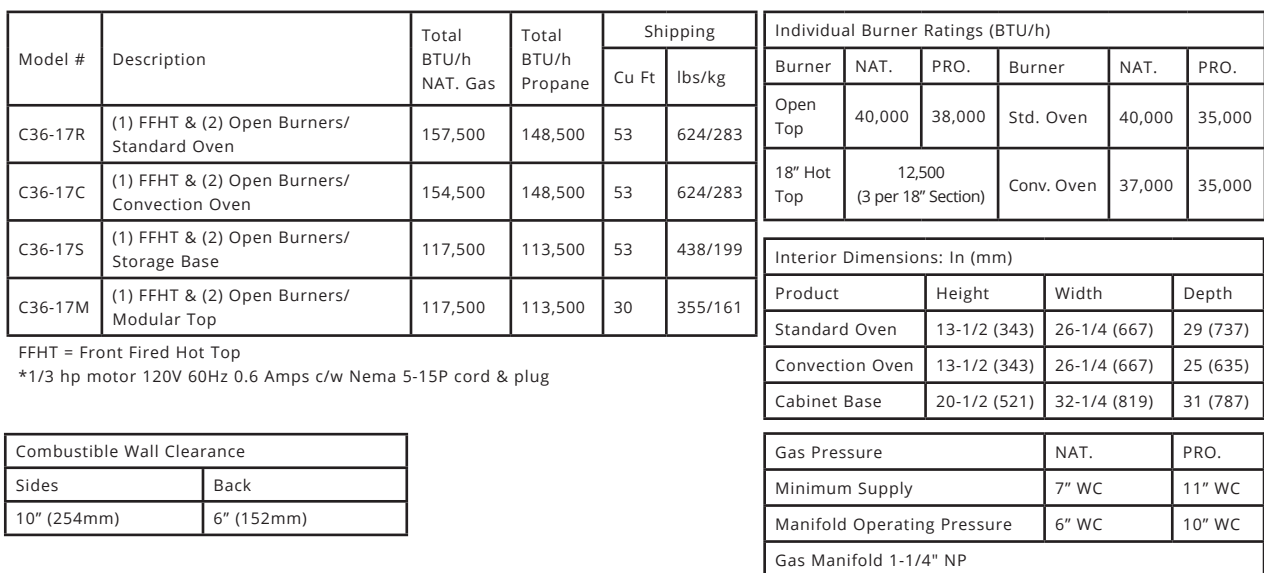 Model # Description Total BTU/h NAT. Gas Total BTU/h Propane Shipping
Cu Ft lbs/kg
C36-17R (1) FFHT & (2) Open Burners/ Standard Oven 157,500 148,500 53 624/283
C36-17C (1) FFHT & (2) Open Burners/ Convection Oven 154,500 148,500 53 624/283
C36-17S (1) FFHT & (2) Open Burners/ Storage Base 117,500 113,500 53 438/199
C36-17M (1) FFHT & (2) Open Burners/ Modular Top 117,500 113,500 30 355/161
FFHT = Front Fired Hot Top
*1/3 hp motor 120V 60Hz 0.6 Amps c/w Nema 5-15P cord & plug
Combustible Wall Clearance
Sides Back
10” (254mm) 6” (152mm)
Individual Burner Ratings (BTU/h)
Burner NAT. PRO. Burner NAT. PRO.
Open Top 40,000 38,000 Std. Oven 40,000 35,000
18” Hot Top 12,500 (3 per 18” Section) Conv. Oven 37,000 35,000
Interior Dimensions: In (mm)
Product Height Width Depth
Standard Oven 13-1/2 (343) 26-1/4 (667) 29 (737)
Convection Oven 13-1/2 (343) 26-1/4 (667) 25 (635)
Cabinet Base 20-1/2 (521) 32-1/4 (819) 31 (787)
Gas Pressure NAT. PRO.
Minimum Supply 7” WC 11” WC
Manifold Operating Pressure 6” WC 10” WC
Gas Manifold 1-1/4" NP